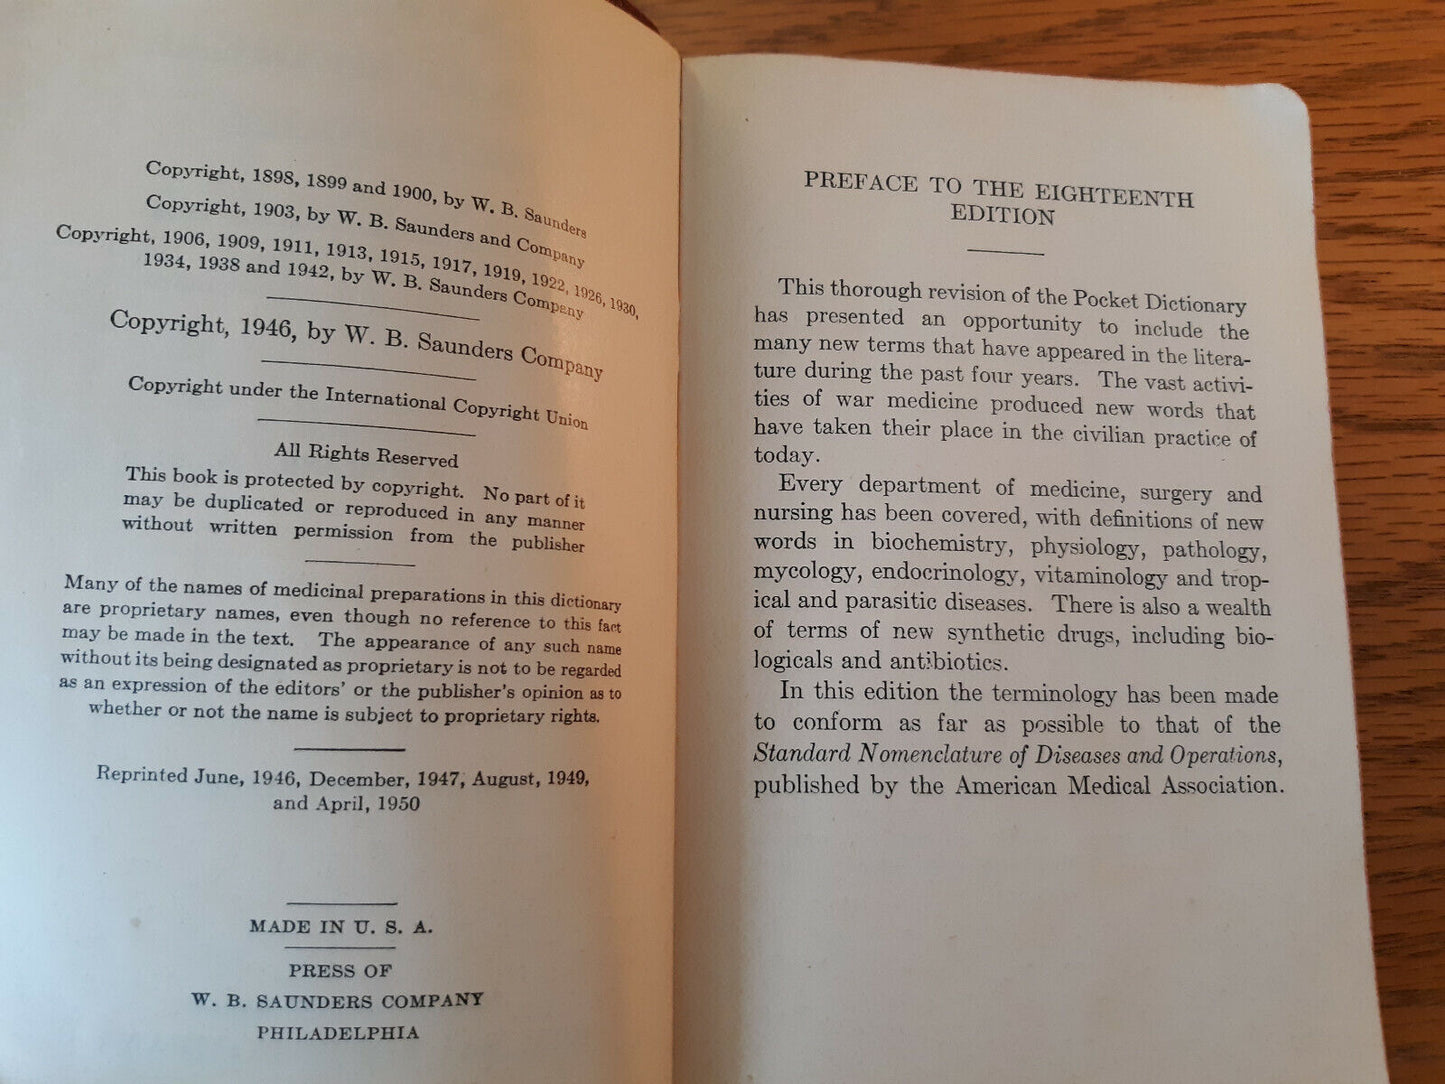 Copyright, 1898, 1899 and 1900, by W. B. Saunders
Copyright, 1903, by W. B. Saunders and Company
Copyright, 1906, 1909, 1911, 1913, 1915, 1917, 1919, 1922, 1926, 1930,
1934, 1938 and 1942, by W. B. Saunders Company
Copyright, 1946, by W. B. Saunders Company
Copyright under the International Copyright Union
All Rights Reserved
This book is protected by copyright. No part of it
may be duplicated or reproduced in any manner
without written permission from the publisher
Many of the names of medicinal preparations in this dictionary
are proprietary names, even though no reference to this fact
may be made in the text. The appearance of any such name
without its being designated as proprietary is not to be regarded
as an expression of the editors' or the publisher's opinion as to
whether or not the name is subject to proprietary rights.
Reprinted June, 1946, December, 1947, August, 1949,
and April, 1950
MADE IN U. S. A.
PRESS OF
W. B. SAUNDERS COMPANY
PHILADELPHIA
PREFACE TO THE EIGHTEENTH
EDITION
This thorough revision of the Pocket Dictionary
has presented an opportunity to include the
many new terms that have appeared in the litera-
ture during the past four years. The vast activi-
ties of war medicine produced new words that
have taken their place in the civilian practice of
today.
Every department of medicine, surgery and
nursing has been covered, with definitions of new
words in biochemistry, physiology, pathology,
mycology, endocrinology, vitaminology and trop-
ical and parasitic diseases. There is also a wealth
of terms of new synthetic drugs, including bio-
logicals and antibiotics.
In this edition the terminology has been made
to conform as far as possible to that of the
Standard Nomenclature of Diseases and Operations,
published by the American Medical Association.